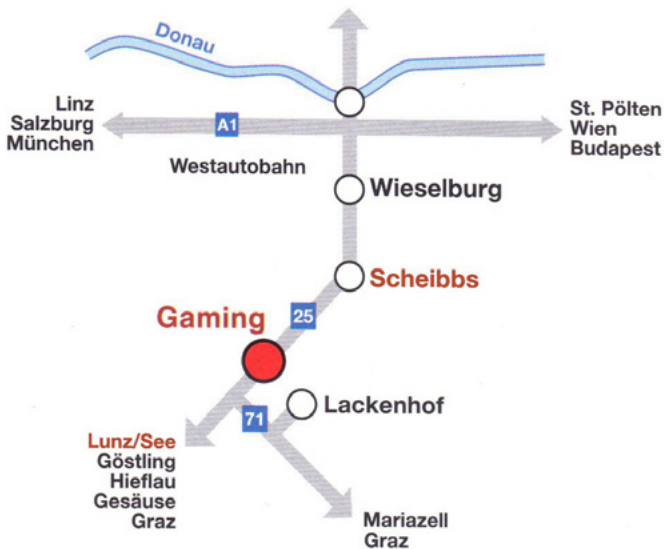 Donau
Linz
Salzburg
München
A1
St. Pölten
Wien
Budapest
Westautobahn
Wieselburg
Scheibbs
Gaming
25
Lackenhof
71
Lunz/See
Göstling
Hieflau
Gesäuse
Graz
Mariazell
Graz